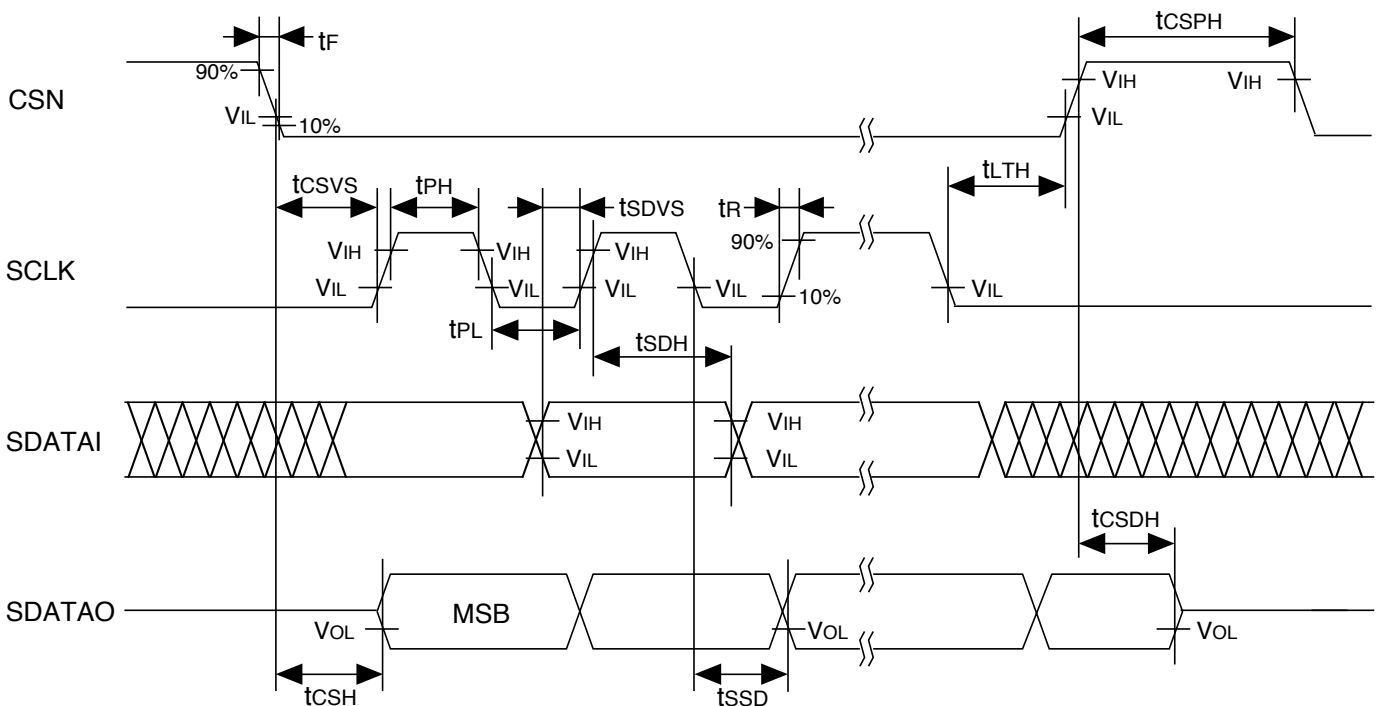 tCSPH
tF
90%
VIH
VIH
CSN
VIL
10%
VIL
tCSVS
tPH
tSDVS
tR
tLTH
90%
VIH
VIH
VIH
SCLK
VIL
VIL
VIL
VIL
10%
VIL
tPL
tSDH
VIH
VIH
SDATAI
VIL
VIL
tCSDH
SDATAO
MSB
VOL
VOL
VOL
tCSH
tSSD